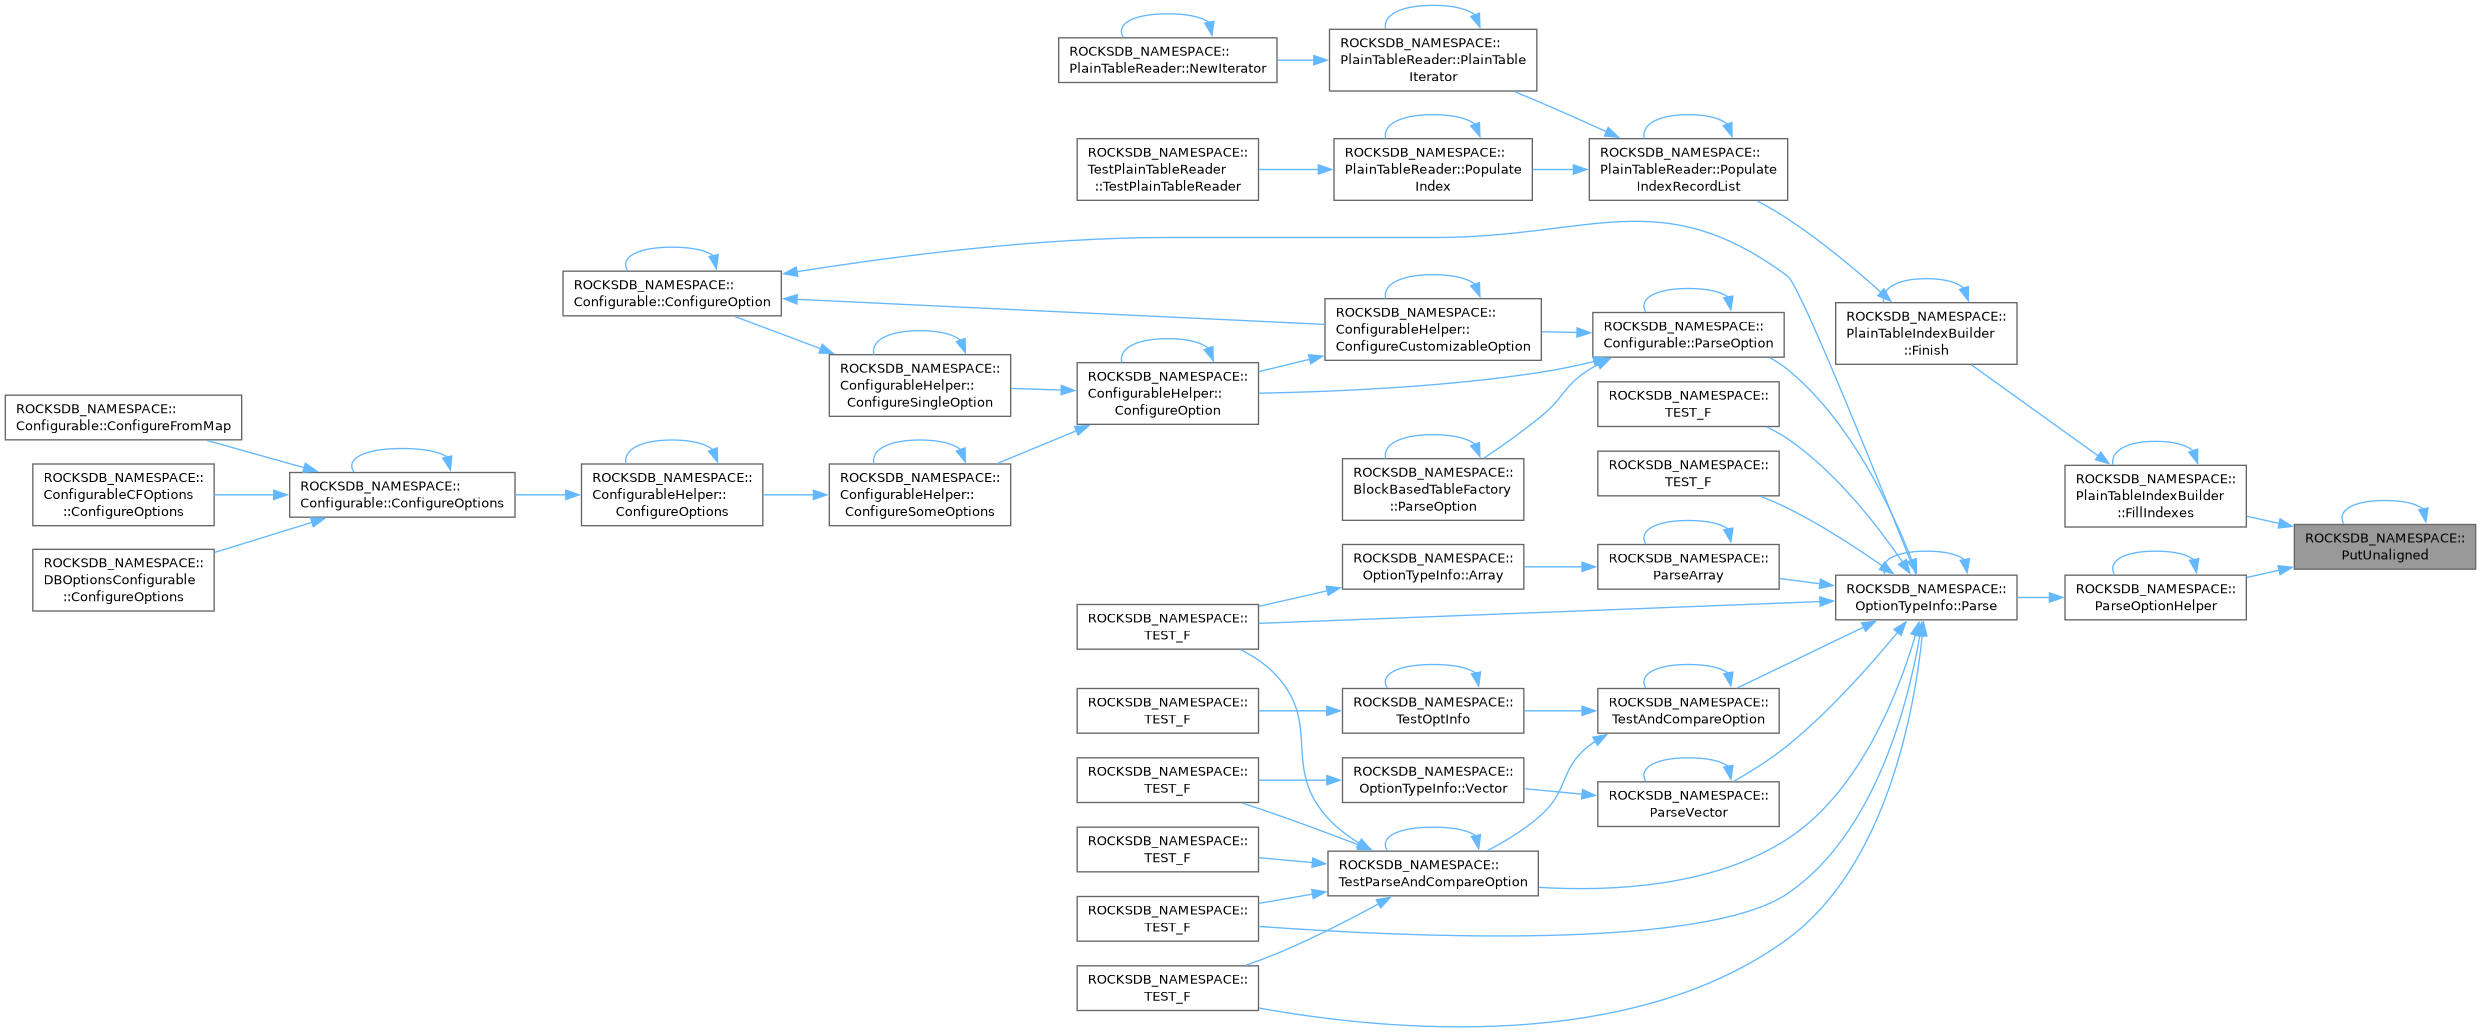 ROCKSDB_NAMESPACE::
PlainTableReader::NewIterator
ROCKSDB_NAMESPACE::
PlainTableReader::PlainTable
Iterator
ROCKSDB_NAMESPACE::
TestPlainTableReader
::TestPlainTableReader
ROCKSDB_NAMESPACE::
PlainTableReader::Populate
Index
ROCKSDB_NAMESPACE::
PlainTableReader::Populate
IndexRecordList
ROCKSDB_NAMESPACE::
Configurable::ConfigureOption
ROCKSDB_NAMESPACE::
ConfigurableHelper::
ConfigureCustomizableOption
ROCKSDB_NAMESPACE::
Configurable::ParseOption
ROCKSDB_NAMESPACE::
PlainTableIndexBuilder
::Finish
ROCKSDB_NAMESPACE::
ConfigurableHelper::
ConfigureSingleOption
ROCKSDB_NAMESPACE::
ConfigurableHelper::
ConfigureOption
ROCKSDB_NAMESPACE::
TEST_F
ROCKSDB_NAMESPACE::
Configurable::ConfigureFromMap
ROCKSDB_NAMESPACE::
ConfigurableCFOptions
::ConfigureOptions
ROCKSDB_NAMESPACE::
Configurable::ConfigureOptions
ROCKSDB_NAMESPACE::
ConfigurableHelper::
ConfigureOptions
ROCKSDB_NAMESPACE::
ConfigurableHelper::
ConfigureSomeOptions
ROCKSDB_NAMESPACE::
BlockBasedTableFactory
::ParseOption
ROCKSDB_NAMESPACE::
TEST_F
ROCKSDB_NAMESPACE::
PlainTableIndexBuilder
::FillIndexes
ROCKSDB_NAMESPACE::
PutUnaligned
ROCKSDB_NAMESPACE::
DBOptionsConfigurable
::ConfigureOptions
ROCKSDB_NAMESPACE::
OptionTypeInfo::Array
ROCKSDB_NAMESPACE::
ParseArray
ROCKSDB_NAMESPACE::
OptionTypeInfo::Parse
ROCKSDB_NAMESPACE::
ParseOptionHelper
ROCKSDB_NAMESPACE::
TEST_F
ROCKSDB_NAMESPACE::
TEST_F
ROCKSDB_NAMESPACE::
TestOptInfo
ROCKSDB_NAMESPACE::
TestAndCompareOption
ROCKSDB_NAMESPACE::
TEST_F
ROCKSDB_NAMESPACE::
OptionTypeInfo::Vector
ROCKSDB_NAMESPACE::
ParseVector
ROCKSDB_NAMESPACE::
TEST_F
ROCKSDB_NAMESPACE::
TestParseAndCompareOption
ROCKSDB_NAMESPACE::
TEST_F
ROCKSDB_NAMESPACE::
TEST_F